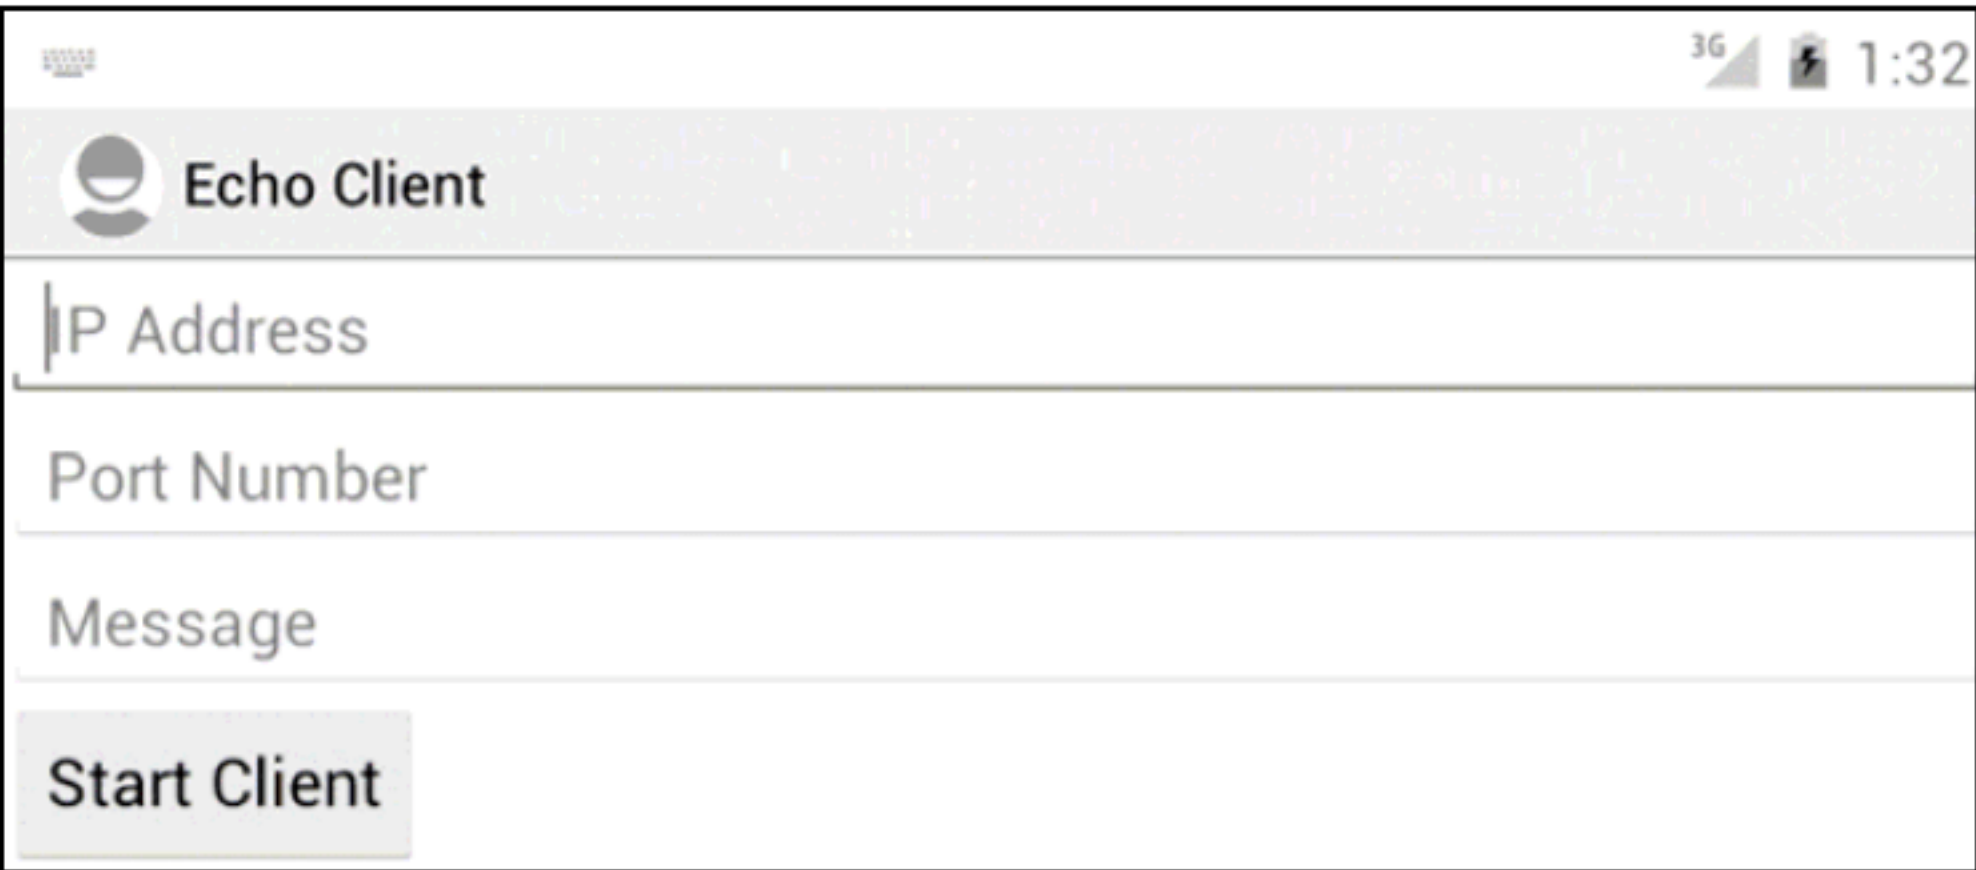 3G 1:32
Echo Client
IP Address
Port Number
Message
Start Client